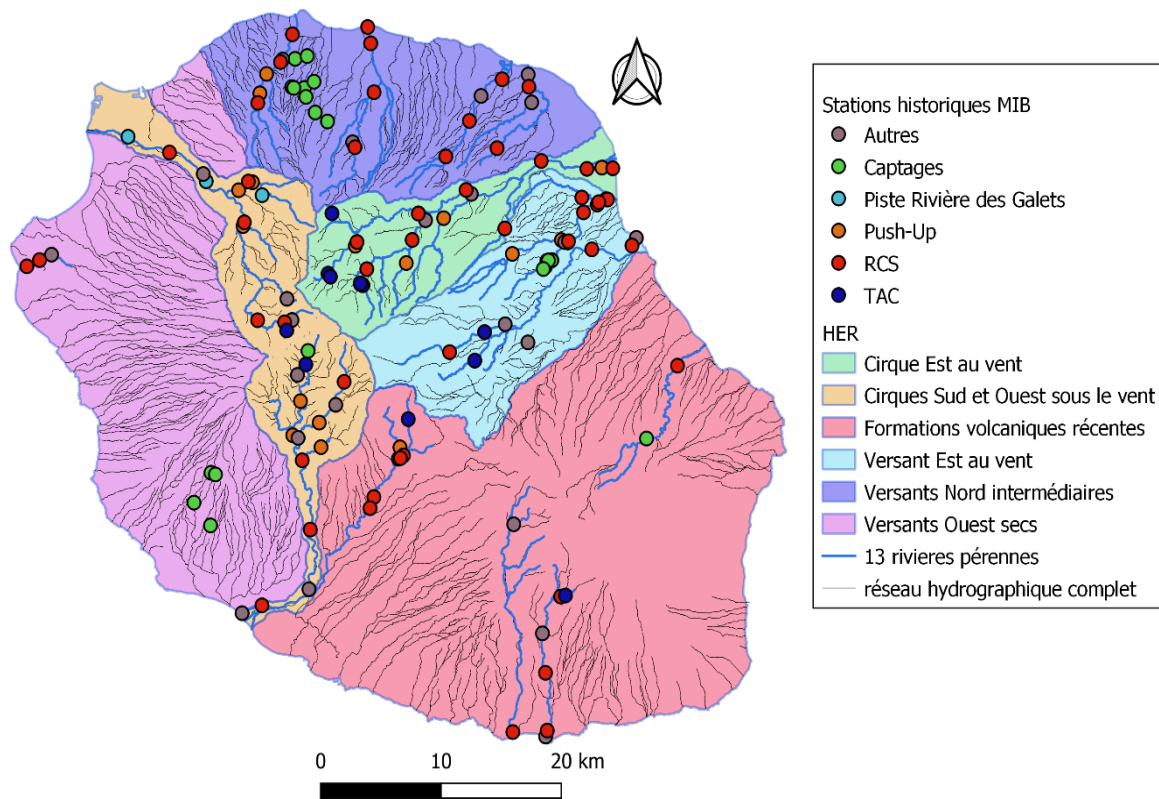 Stations historiques MIB
Autres
Captages
Piste Rivière des Galets
Push-Up
RCS
TAC
HER
Cirque Est au vent
Cirques Sud et Ouest sous le vent
Formations volcaniques récentes
Versant Est au vent
Versants Nord intermédiaires
Versants Ouest secs
13 rivieres pérennes
réseau hydrographique complet
0 10 20 km